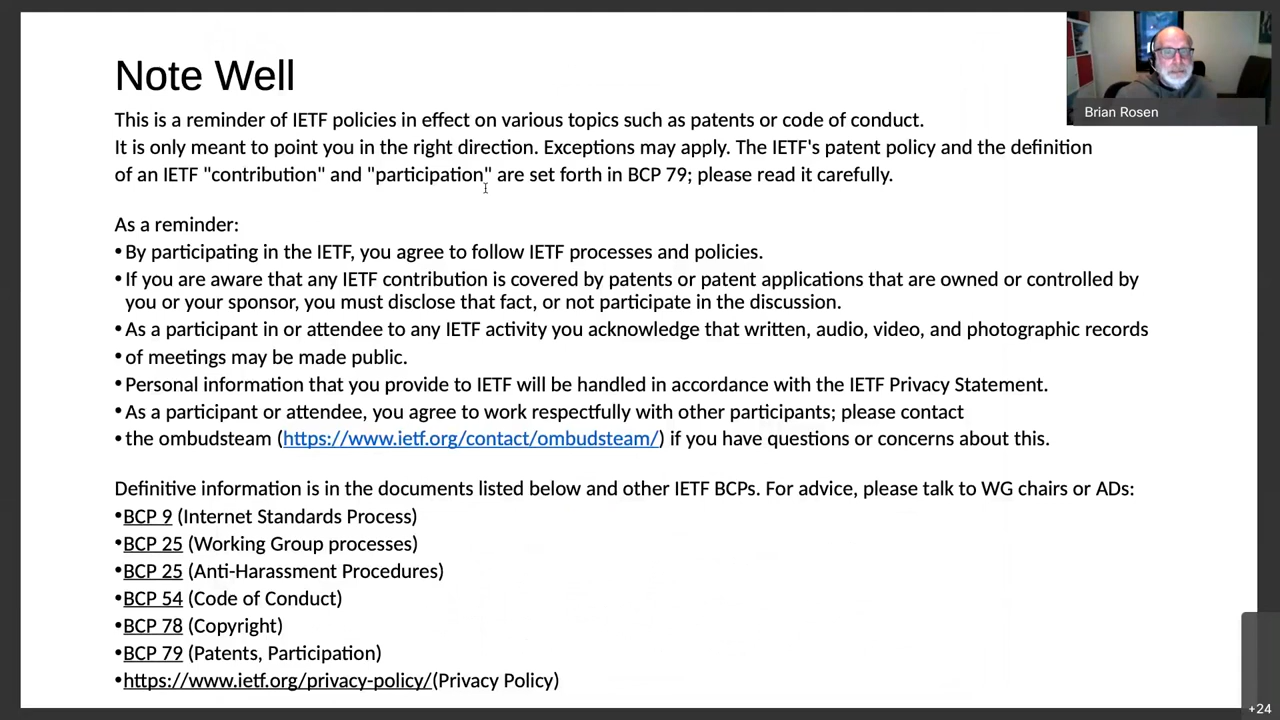 Note Well
Brian Rosen
This is a reminder of IETF policies in effect on various topics such as patents or code of conduct.
It is only meant to point you in the right direction. Exceptions may apply. The IETF's patent policy and the definition
of an IETF "contribution" and "participation" are set forth in BCP 79; please read it carefully.
As a reminder:
•By participating in the IETF, you agree to follow IETF processes and policies.
•If you are aware that any IETF contribution is covered by patents or patent applications that are owned or controlled by
you or your sponsor, you must disclose that fact, or not participate in the discussion.
•As a participant in or attendee to any IETF activity you acknowledge that written, audio, video, and photographic records
•of meetings may be made public.
•Personal information that you provide to IETF will be handled in accordance with the IETF Privacy Statement.
•As a participant or attendee, you agree to work respectfully with other participants; please contact
•the ombudsteam (https://www.ietf.org/contact/ombudsteam/) if you have questions or concerns about this.
Definitive information is in the documents listed below and other IETF BCPs. For advice, please talk to WG chairs or ADs:
•BCP 9 (Internet Standards Process)
•BCP 25 (Working Group processes)
•BCP 25 (Anti-Harassment Procedures)
•BCP 54 (Code of Conduct)
•BCP 78 (Copyright)
•BCP 79 (Patents, Participation)
•https://www.ietf.org/privacy-policy/(Privacy Policy)
+24